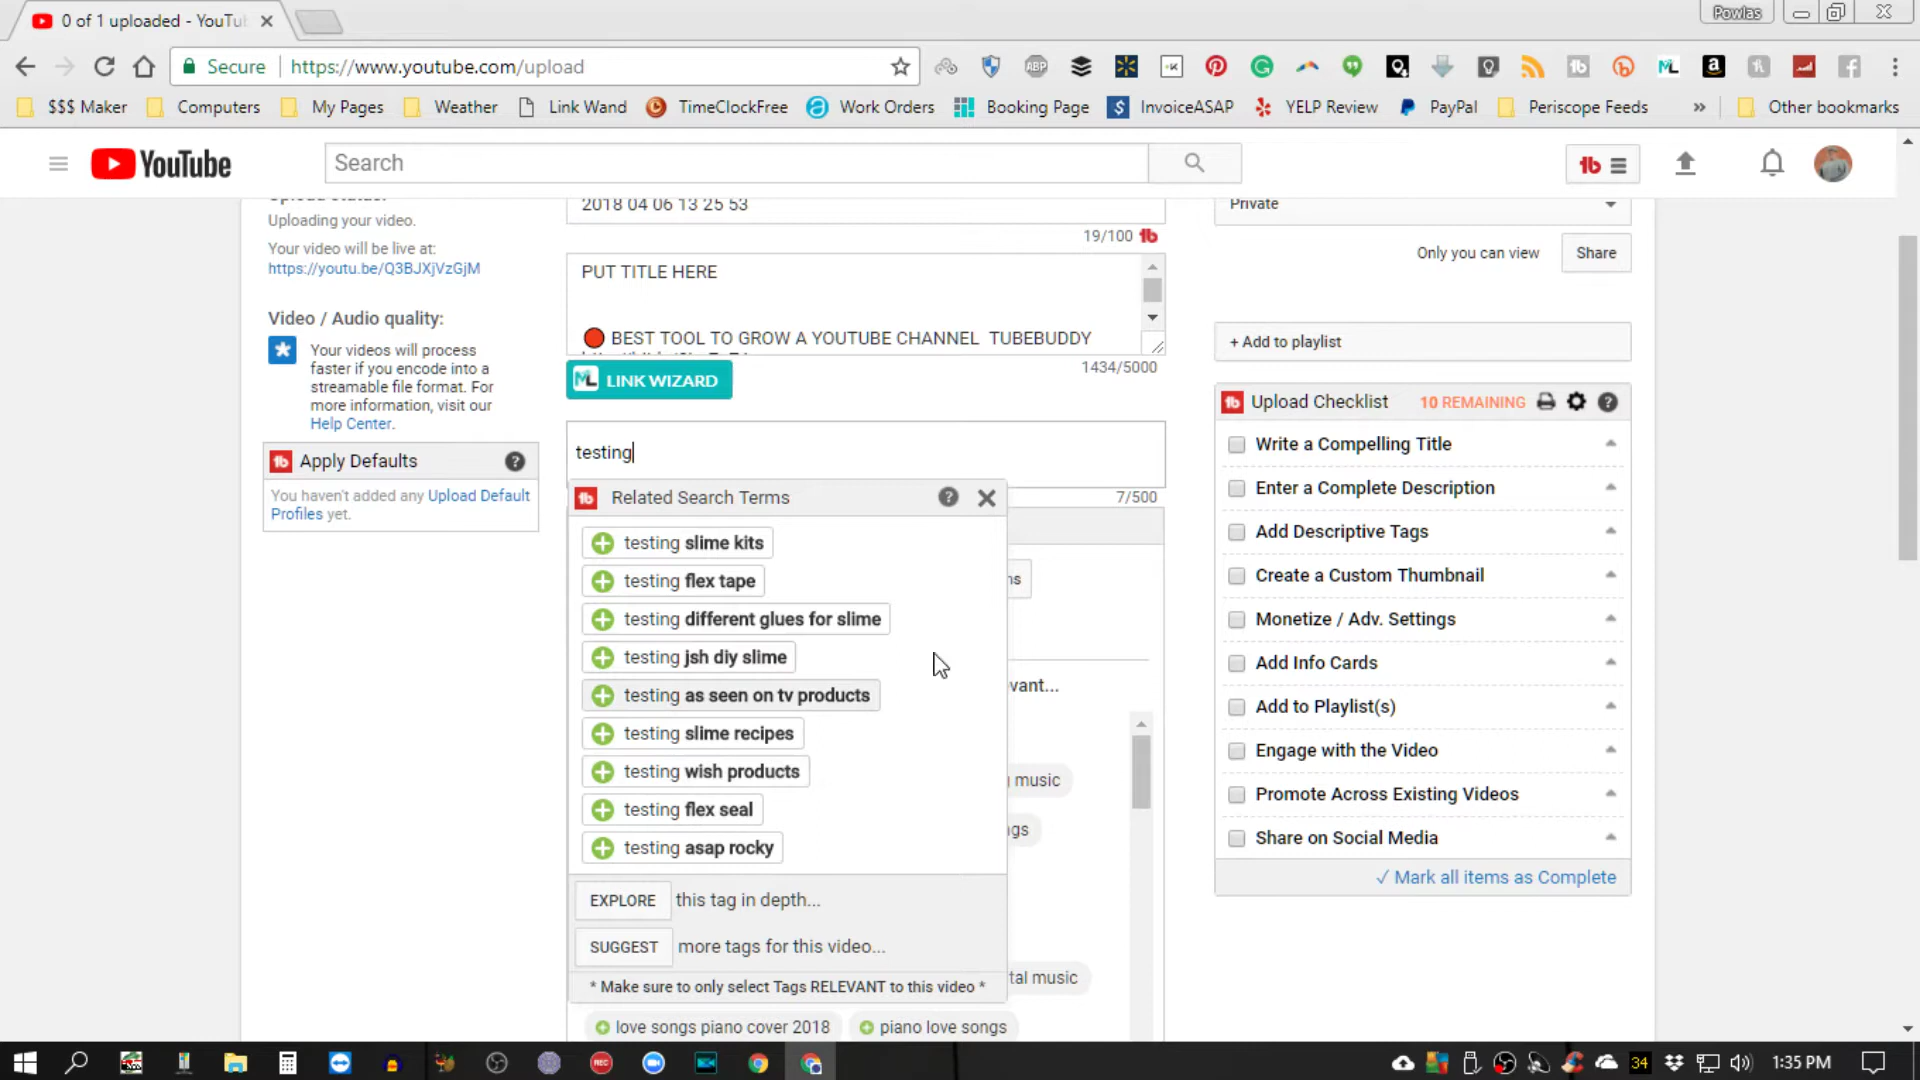 0 of 1 uploaded - YouTu
Powlas
Secure
https://www.youtube.com/upload
ABP
$$$ Maker
Computers
My Pages
Weather
Link Wand
TimeClockFree
Work Orders
Booking Page
InvoiceASAP
YELP Review
PayPal
Periscope Feeds
»
Other bookmarks
YouTube
Search
Uploading your video.
Your video will be live at:
https://youtu.be/Q3BJXjVzGjM
Video / Audio quality:
Your videos will process
faster if you encode into a
streamable file format. For
more information, visit our
Help Center.
Apply Defaults
You haven't added any Upload Default
Profiles yet.
2018 04 06 13 25 53
19/100
PUT TITLE HERE
BEST TOOL TO GROW A YOUTUBE CHANNEL TUBEBUDDY
1434/5000
LINK WIZARD
testing
7/500
Related Search Terms
testing slime kits
testing flex tape
testing different glues for slime
testing jsh diy slime
testing as seen on tv products
testing slime recipes
testing wish products
testing flex seal
testing asap rocky
EXPLORE this tag in depth...
SUGGEST more tags for this video...
* Make sure to only select Tags RELEVANT to this video *
music
tal music
love songs piano cover 2018
piano love songs
Private
Only you can view
Share
+ Add to playlist
Upload Checklist
10 REMAINING
Write a Compelling Title
Enter a Complete Description
Add Descriptive Tags
Create a Custom Thumbnail
Monetize / Adv. Settings
Add Info Cards
Add to Playlist(s)
Engage with the Video
Promote Across Existing Videos
Share on Social Media
✓ Mark all items as Complete
REC
34
1:35 PM